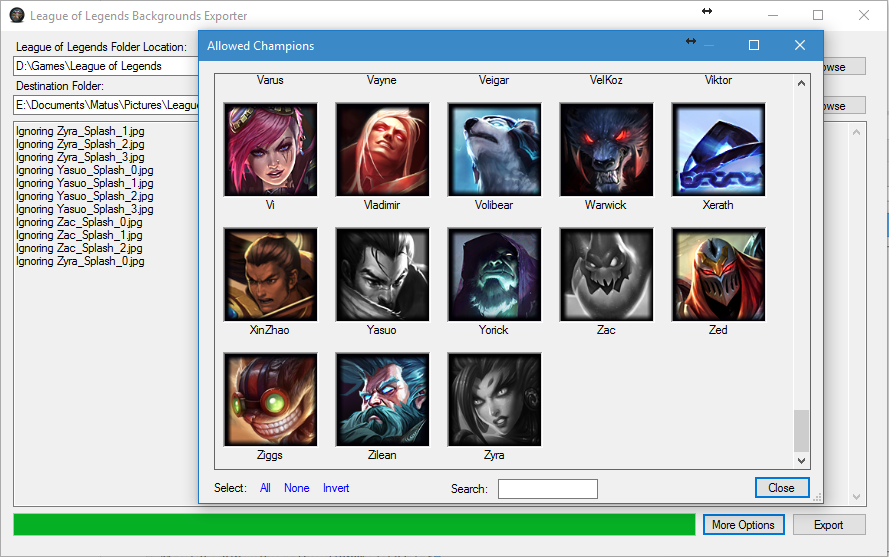 League of Legends Backgrounds Exporter
League of Legends Folder Location:
D:\Games\League of Legends
Destination Folder:
E:\Documents\Matus\Pictures\League
Ignoring Zyra_Splash_1.jpg
Ignoring Zyra_Splash_2.jpg
Ignoring Zyra_Splash_3.jpg
Ignoring Yasuo_Splash_0.jpg
Ignoring Yasuo_Splash_1.jpg
Ignoring Yasuo_Splash_2.jpg
Ignoring Yasuo_Splash_3.jpg
Ignoring Zac_Splash_0.jpg
Ignoring Zac_Splash_1.jpg
Ignoring Zac_Splash_2.jpg
Ignoring Zyra_Splash_0.jpg
Allowed Champions
Varus Vayne Veigar VelKoz Viktor
Vi Vladimir Volibear Warwick Xerath
XinZhao Yasuo Yorick Zac Zed
Ziggs Zilean Zyra
Select: All None Invert Search: Close
More Options Export